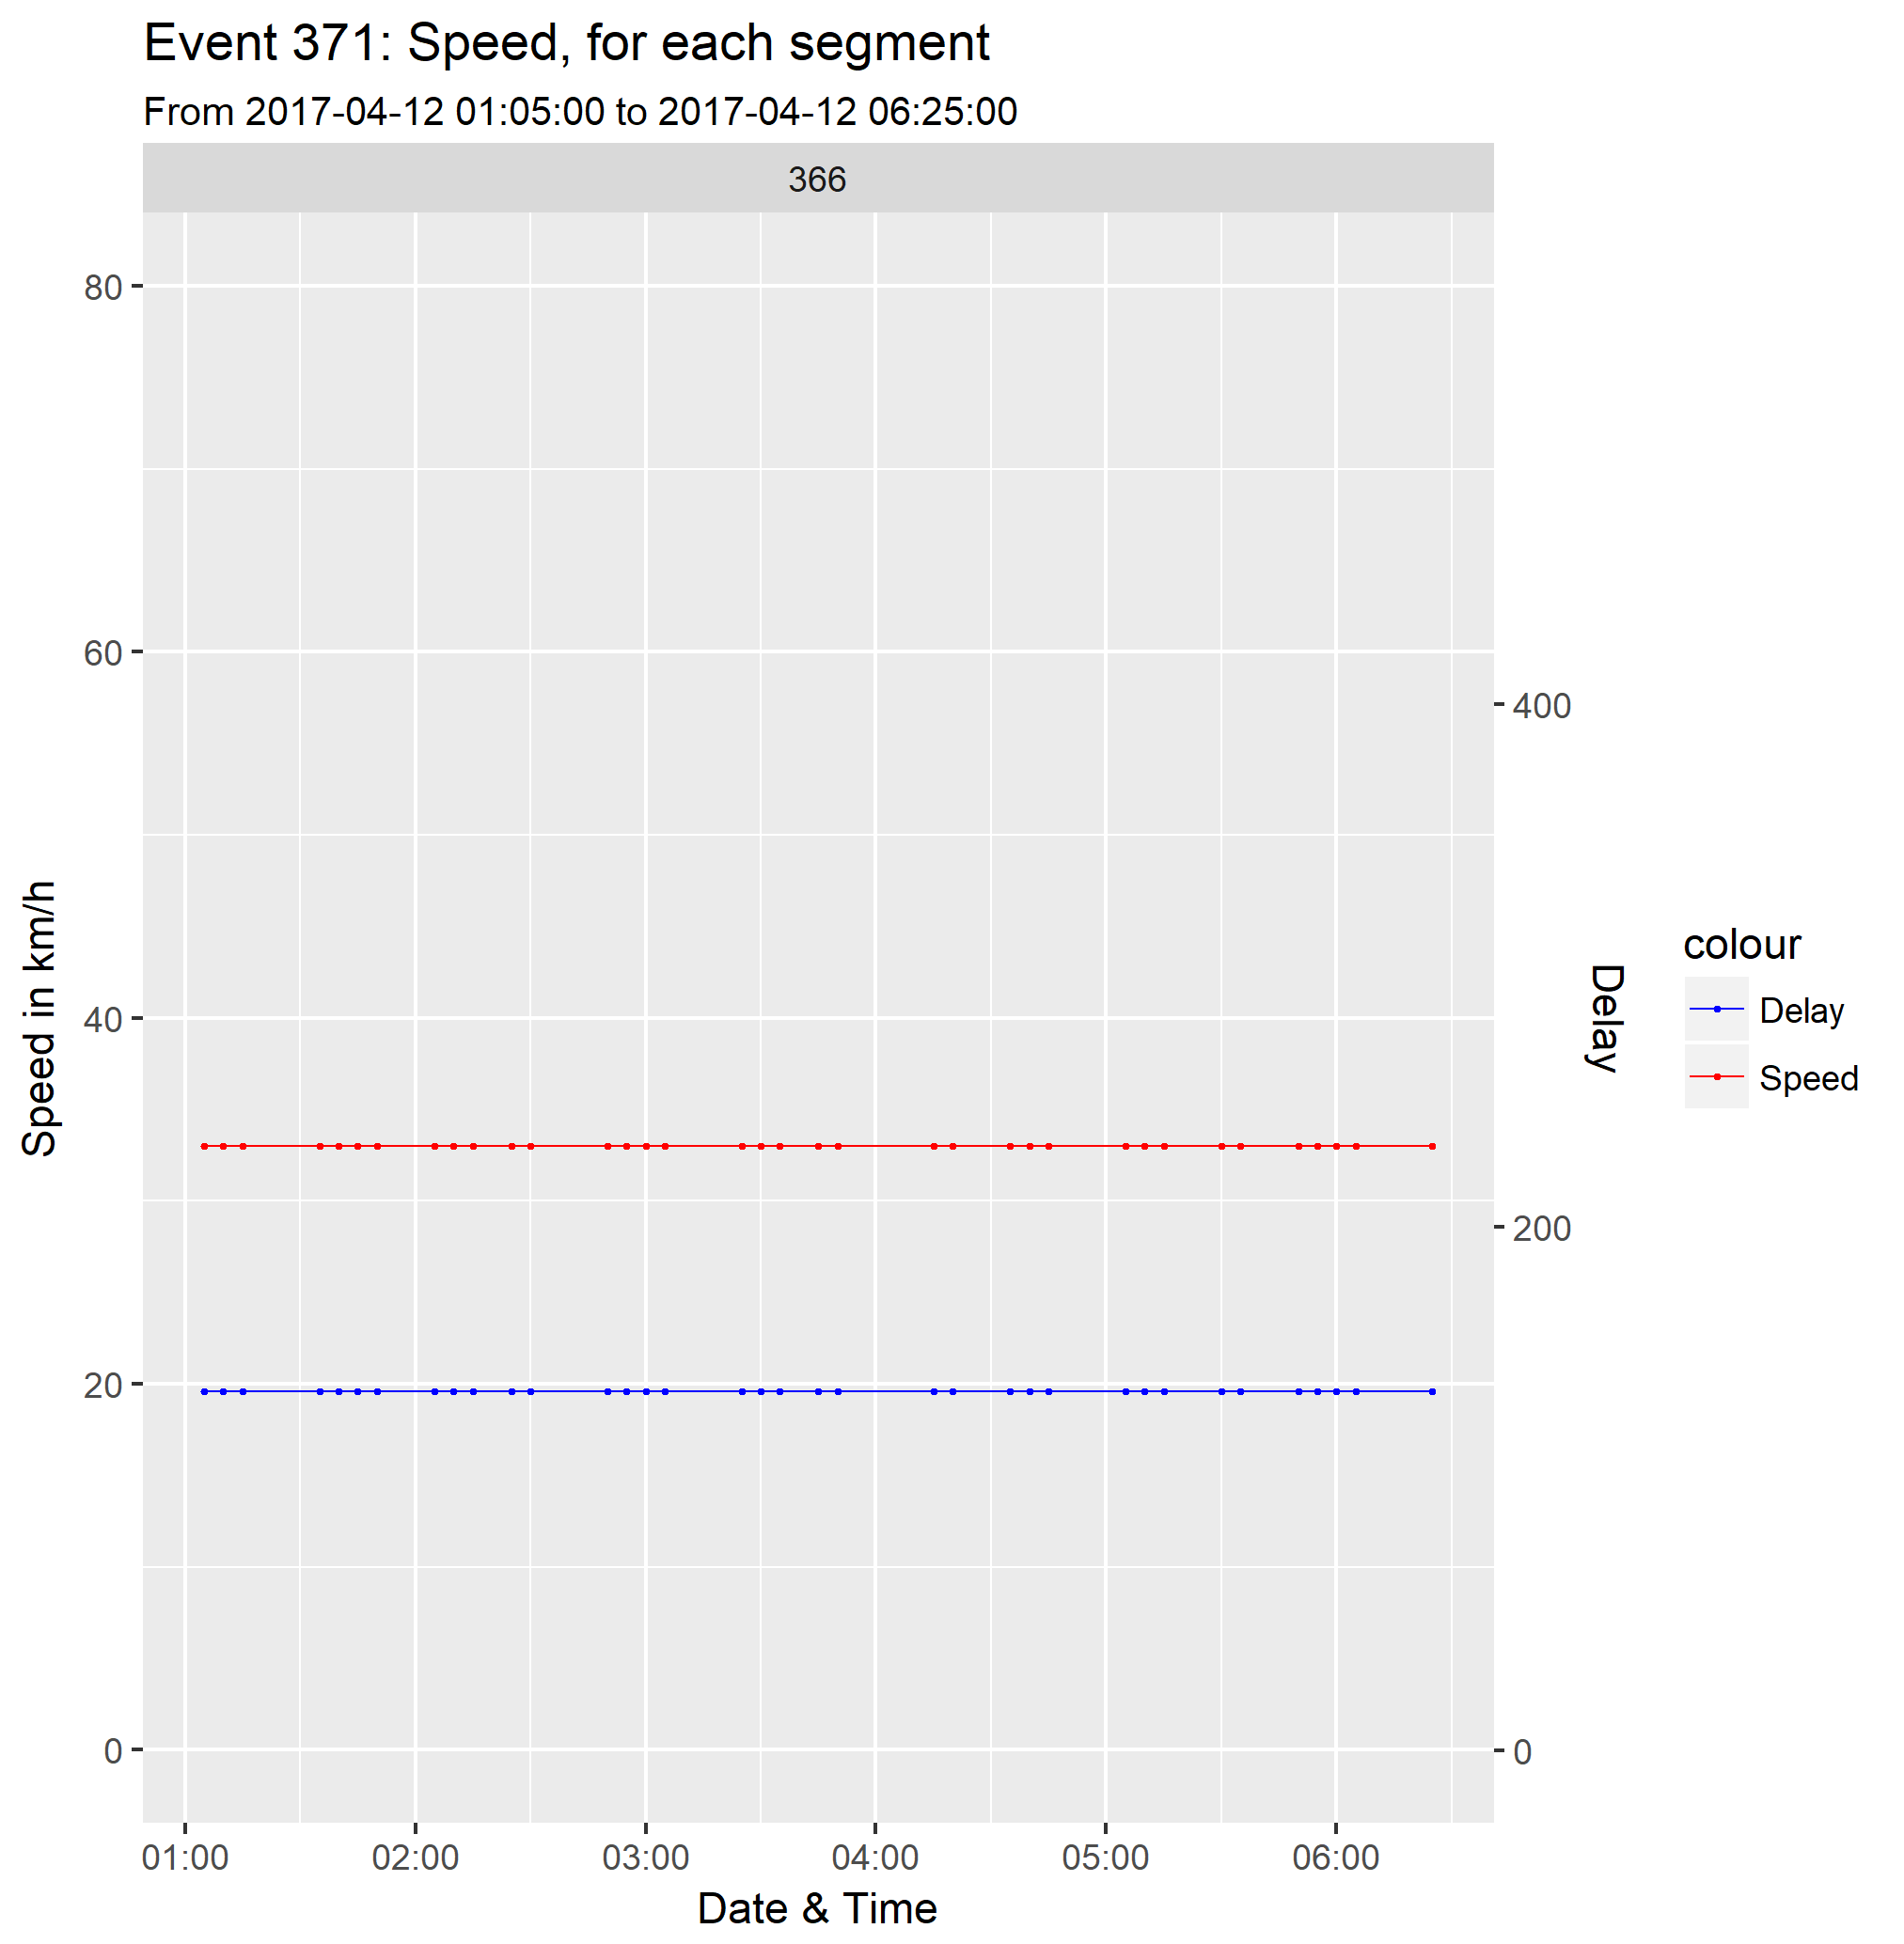 Event 371: Speed, for each segment
From 2017-04-12 01:05:00 to 2017-04-12 06:25:00
366
80
60
40
20
0
Speed in km/h
400
200
0
Delay
01:00 02:00 03:00 04:00 05:00 06:00
Date & Time
colour
Delay
Speed